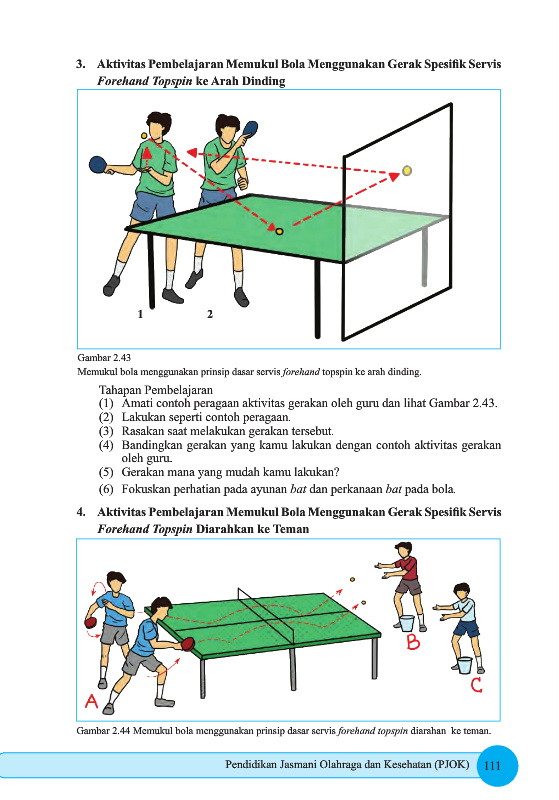 3. Aktivitas Pembelajaran Memukul Bola Menggunakan Gerak Spesifik Servis
Forehand Topspin ke Arah Dinding
1 2
Gambar 2.43
Memukul bola menggunakan prinsip dasar servis forehand topspin ke arah dinding.
Tahapan Pembelajaran
(1) Amati contoh peragaan aktivitas gerakan oleh guru dan lihat Gambar 2.43.
(2) Lakukan seperti contoh peragaan.
(3) Rasakan saat melakukan gerakan tersebut.
(4) Bandingkan gerakan yang kamu lakukan dengan contoh aktivitas gerakan
oleh guru.
(5) Gerakan mana yang mudah kamu lakukan?
(6) Fokuskan perhatian pada ayunan bat dan perkanaan bat pada bola.
4. Aktivitas Pembelajaran Memukul Bola Menggunakan Gerak Spesifik Servis
Forehand Topspin Diarahkan ke Teman
A
B
C
Gambar 2.44 Memukul bola menggunakan prinsip dasar servis forehand topspin diarahan ke teman.
Pendidikan Jasmani Olahraga dan Kesehatan (PJOK) 111